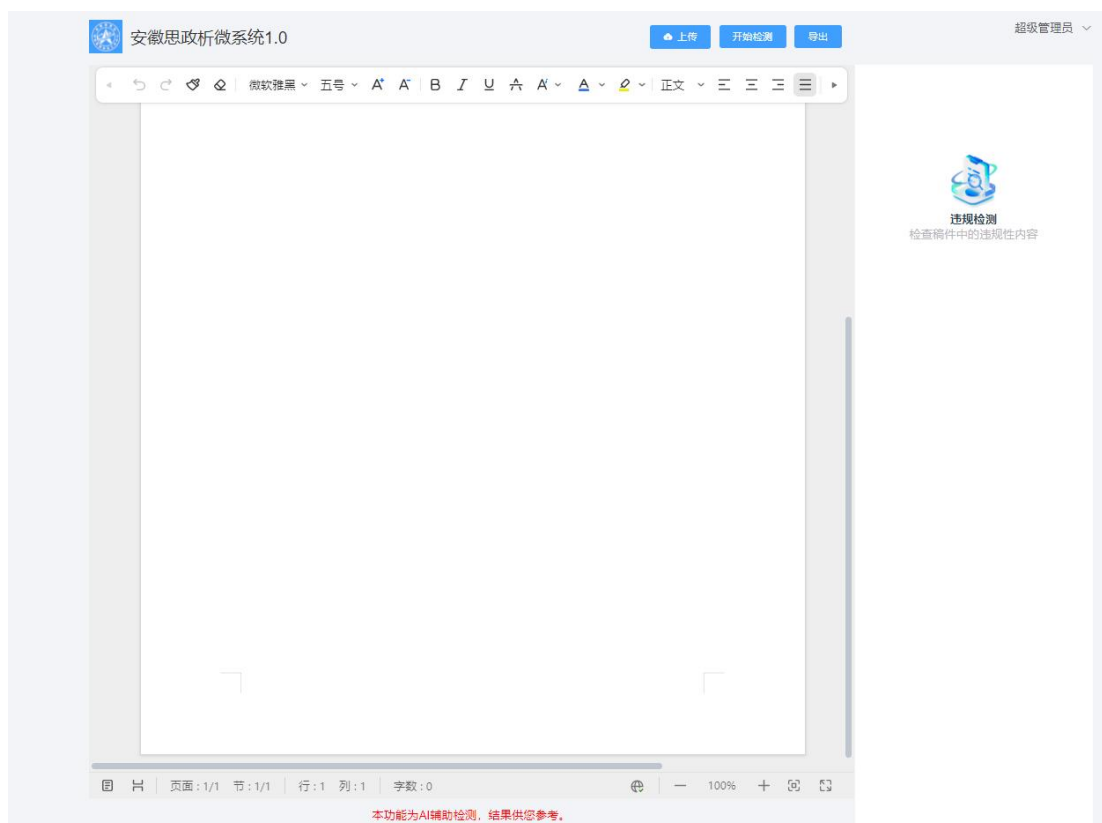 安徽思政析微系统1.0
上传 开始检测 导出
超级管理员
微软雅黑 五号 A+ A- B I U A A A 正文
违规检测
检查稿件中的违规性内容
页面:1/1 节:1/1 行:1 列:1 字数:0 100%
本功能为AI辅助检测，结果供您参考。